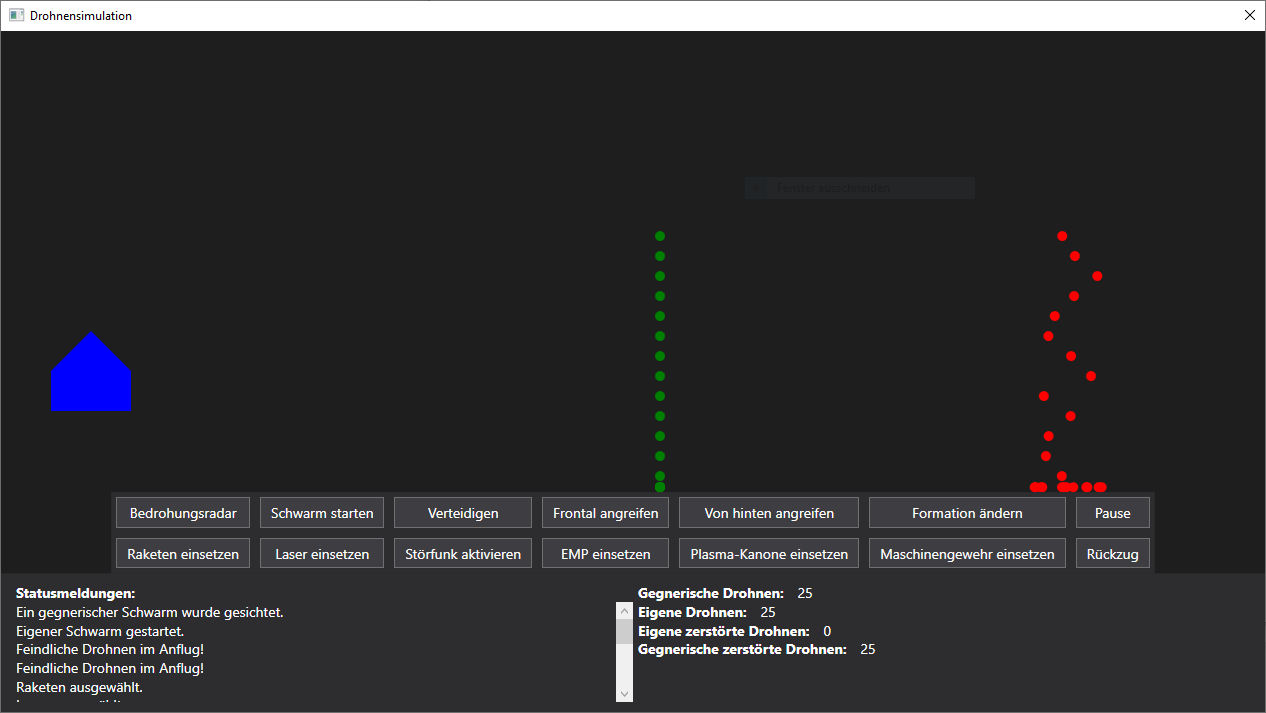 Drohnensimulation
Fenster ausschneiden
Bedrohungsradar Schwarm starten Verteidigen Frontal angreifen Von hinten angreifen Formation ändern Pause
Raketen einsetzen Laser einsetzen Störfunk aktivieren EMP einsetzen Plasma-Kanone einsetzen Maschinengewehr einsetzen Rückzug
Statusmeldungen:
Ein gegnerischer Schwarm wurde gesichtet.
Eigener Schwarm gestartet.
Feindliche Drohnen im Anflug!
Feindliche Drohnen im Anflug!
Raketen ausgewählt.
Gegnerische Drohnen: 25
Eigene Drohnen: 25
Eigene zerstörte Drohnen: 0
Gegnerische zerstörte Drohnen: 25